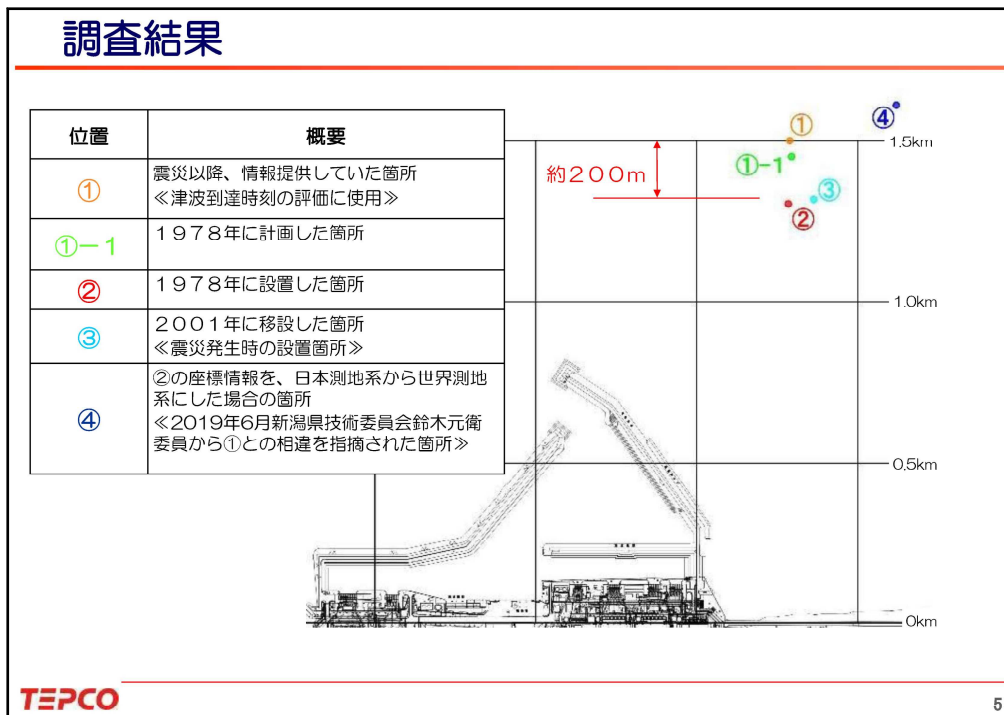 調査結果
位置
概要
①
震災以降、情報提供していた箇所
≪津波到達時刻の評価に使用≫
①－1
1978年に計画した箇所
②
1978年に設置した箇所
③
2001年に移設した箇所
≪震災発生時の設置箇所≫
④
②の座標情報を、日本測地系から世界測地
系にした場合の箇所
≪2019年6月新潟県技術委員会鈴木元衛
委員から①との相違を指摘された箇所≫
④
①
1.5km
①-1
約200m
③
②
1.0km
0.5km
0km
TEPCO
5